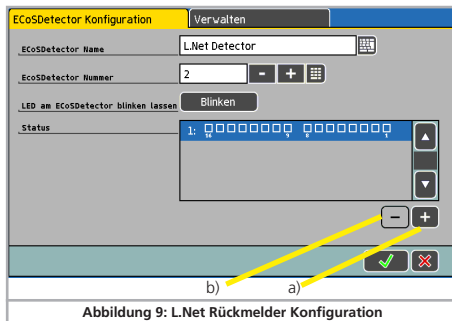 ECoSDetector Konfiguration Verwalten
ECoSDetector Name L.Net Detector
EcoSDetector Nummer 2 - +
LED am ECoSDetector blinken lassen Blinken
Status 1:
16 9 8 1
- +
b) a)
Abbildung 9: L.Net Rückmelder Konfiguration